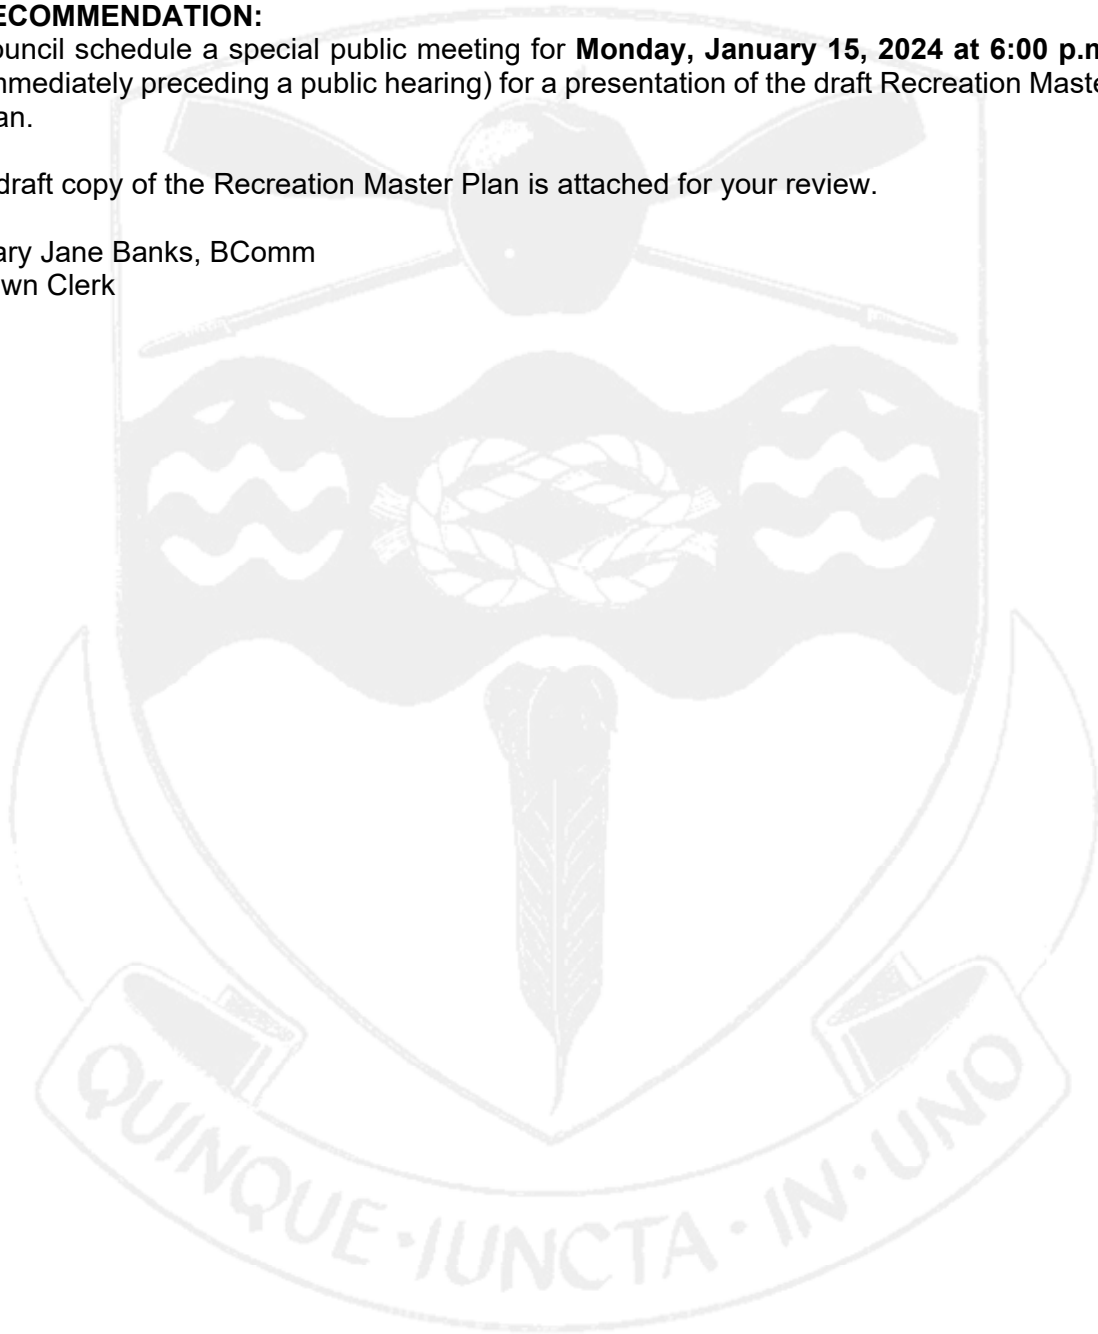 ECOMMENDATION:
ouncil schedule a special public meeting for Monday, January 15, 2024 at 6:00 p.m
mmediately preceding a public hearing) for a presentation of the draft Recreation Maste
an.
draft copy of the Recreation Master Plan is attached for your review.
ary Jane Banks, BComm
wn Clerk
QUINQUE·IUNCTA·IN·UNO